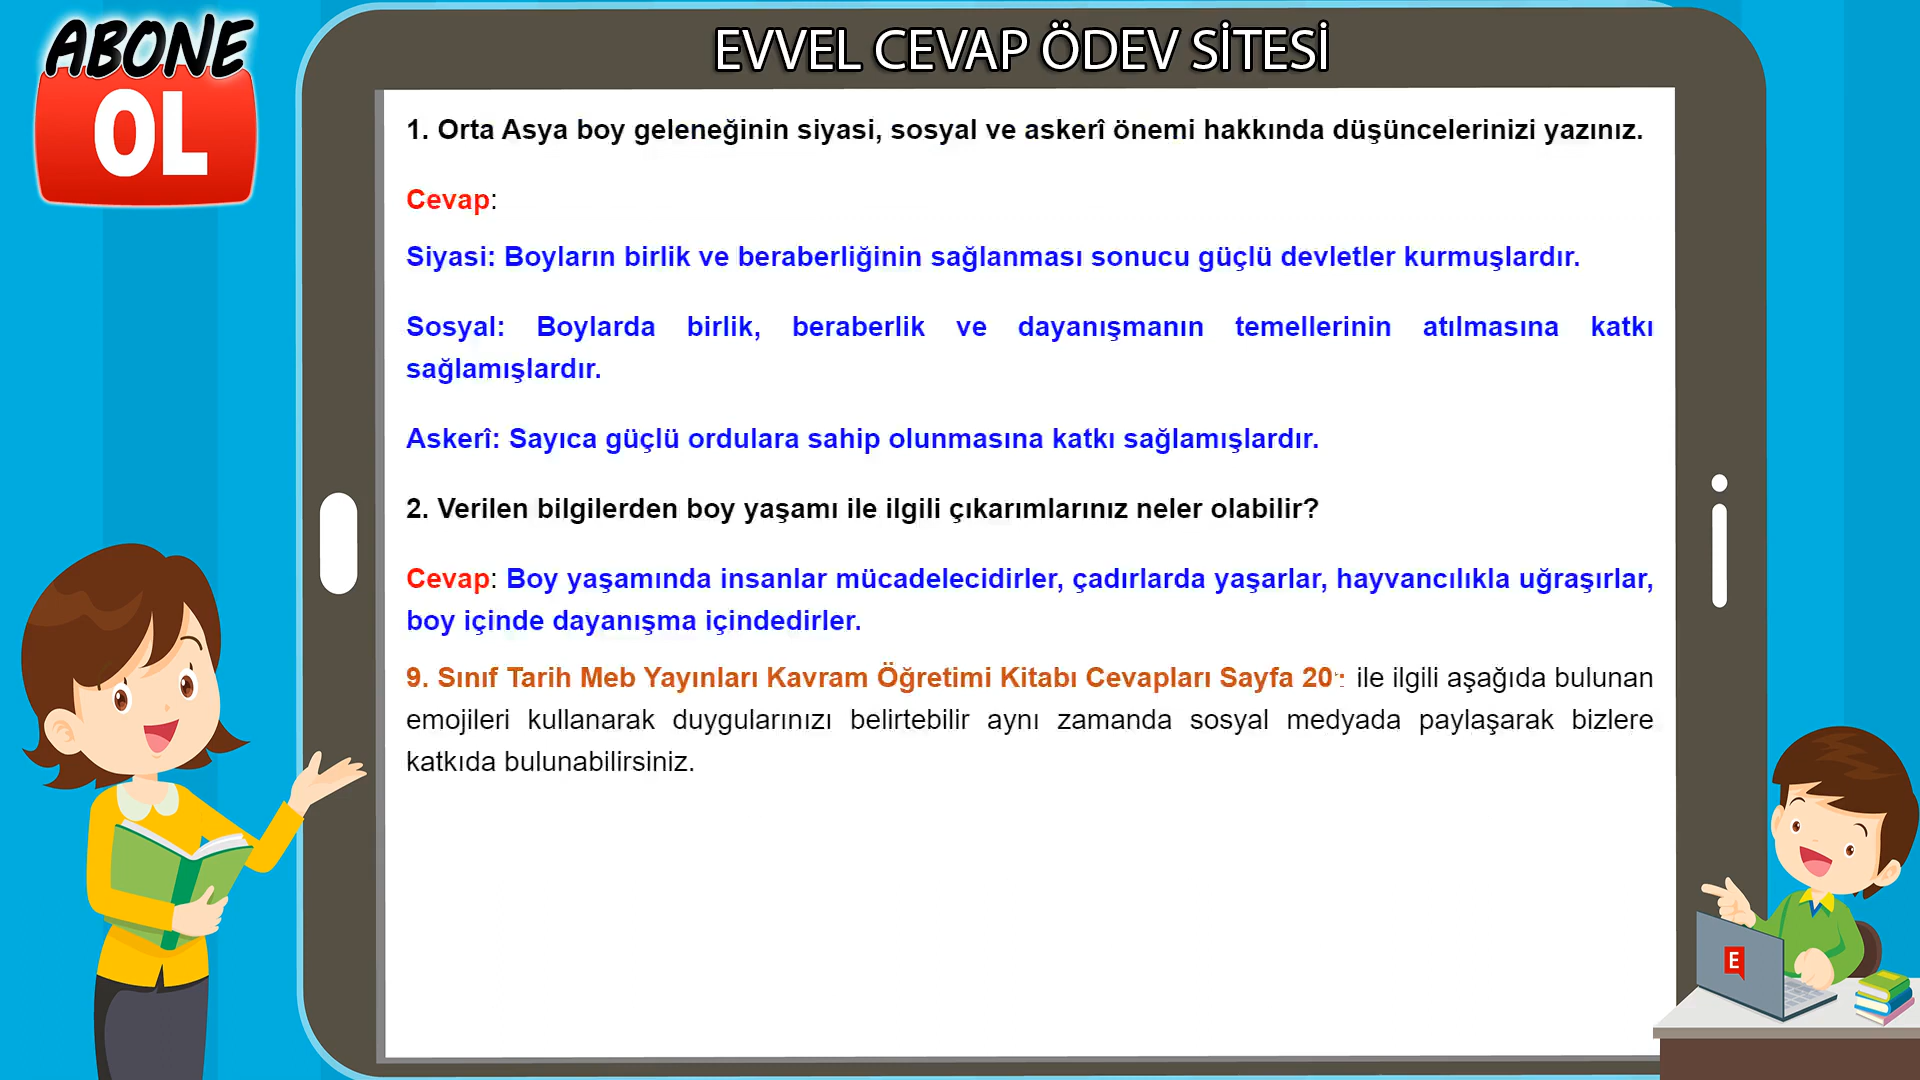 ABONE
OL
EVVEL CEVAP ÖDEV SİTESİ
1. Orta Asya boy geleneğinin siyasi, sosyal ve askerî önemi hakkında düşüncelerinizi yazınız.
Cevap:
Siyasi: Boyların birlik ve beraberliğinin sağlanması sonucu güçlü devletler kurmuşlardır.
Sosyal: Boylarda birlik, beraberlik ve dayanışmanın temellerinin atılmasına katkı
sağlamışlardır.
Askerî: Sayıca güçlü ordulara sahip olunmasına katkı sağlamışlardır.
2. Verilen bilgilerden boy yaşamı ile ilgili çıkarımlarınız neler olabilir?
Cevap: Boy yaşamında insanlar mücadelecidirler, çadırlarda yaşarlar, hayvancılıkla uğraşırlar,
boy içinde dayanışma içindedirler.
9. Sınıf Tarih Meb Yayınları Kavram Öğretimi Kitabı Cevapları Sayfa 20 ile ilgili aşağıda bulunan
emojileri kullanarak duygularınızı belirtebilir aynı zamanda sosyal medyada paylaşarak bizlere
katkıda bulunabilirsiniz.
E